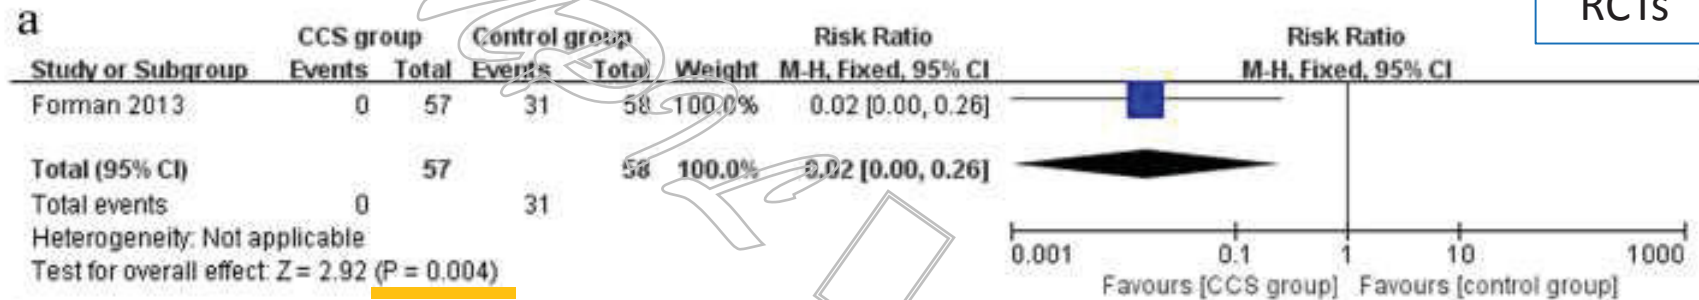 RCTs
a
CCS group Control group Risk Ratio Risk Ratio
Study or Subgroup Events Total Events Total Weight M-H, Fixed, 95% CI M-H, Fixed, 95% CI
Forman 2013 0 57 31 58 100.0% 0.02 [0.00, 0.26]
Total (95% CI) 57 58 100.0% 0.02 [0.00, 0.26]
Total events 0 31
Heterogeneity: Not applicable
Test for overall effect: Z = 2.92 (P = 0.004)
0.001 0.1 1 10 1000
Favours [CCS group] Favours [control group]